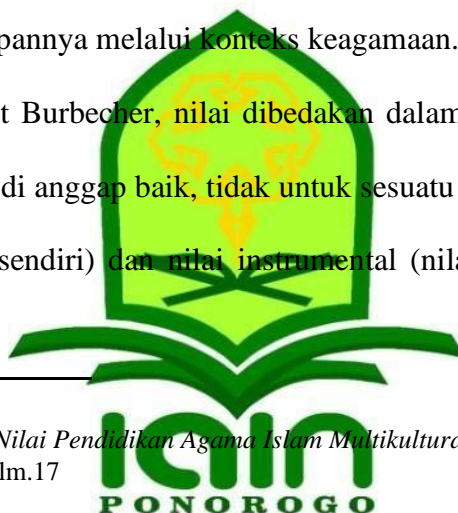 pannya melalui konteks keagamaan.
t Burbecher, nilai dibedakan dalam
di anggap baik, tidak untuk sesuatu
sendiri) dan nilai instrumental (nila
Nilai Pendidikan Agama Islam Multikultura
lm.17
iain
PONOROGO